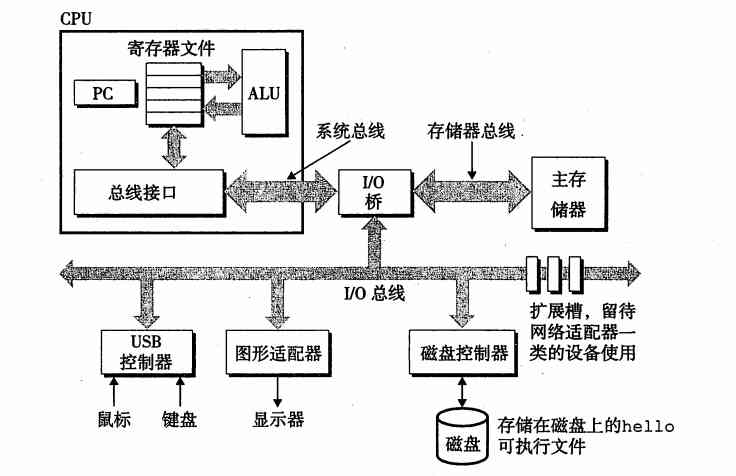 CPU
寄存器文件
PC
ALU
系统总线
存储器总线
总线接口
I/O
桥
主存
储器
I/O 总线
扩展槽，留待
网络适配器一
类的设备使用
USB
控制器
图形适配器
磁盘控制器
鼠标
键盘
显示器
磁盘
存储在磁盘上的hello
可执行文件